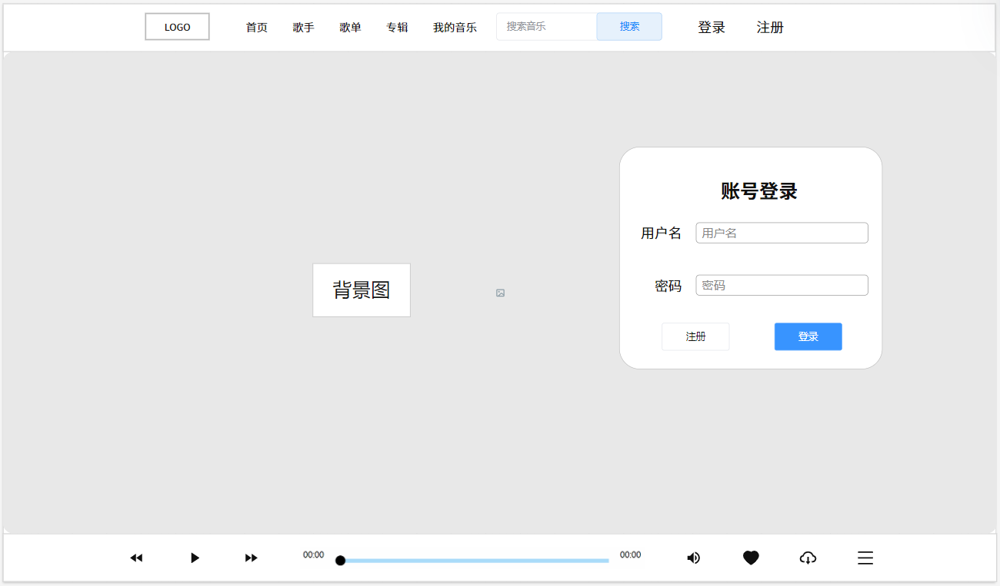 LOGO 首页 歌手 歌单 专辑 我的音乐 搜索音乐 搜索 登录 注册
账号登录
用户名 用户名
背景图
密码 密码
注册 登录
00:00 00:00